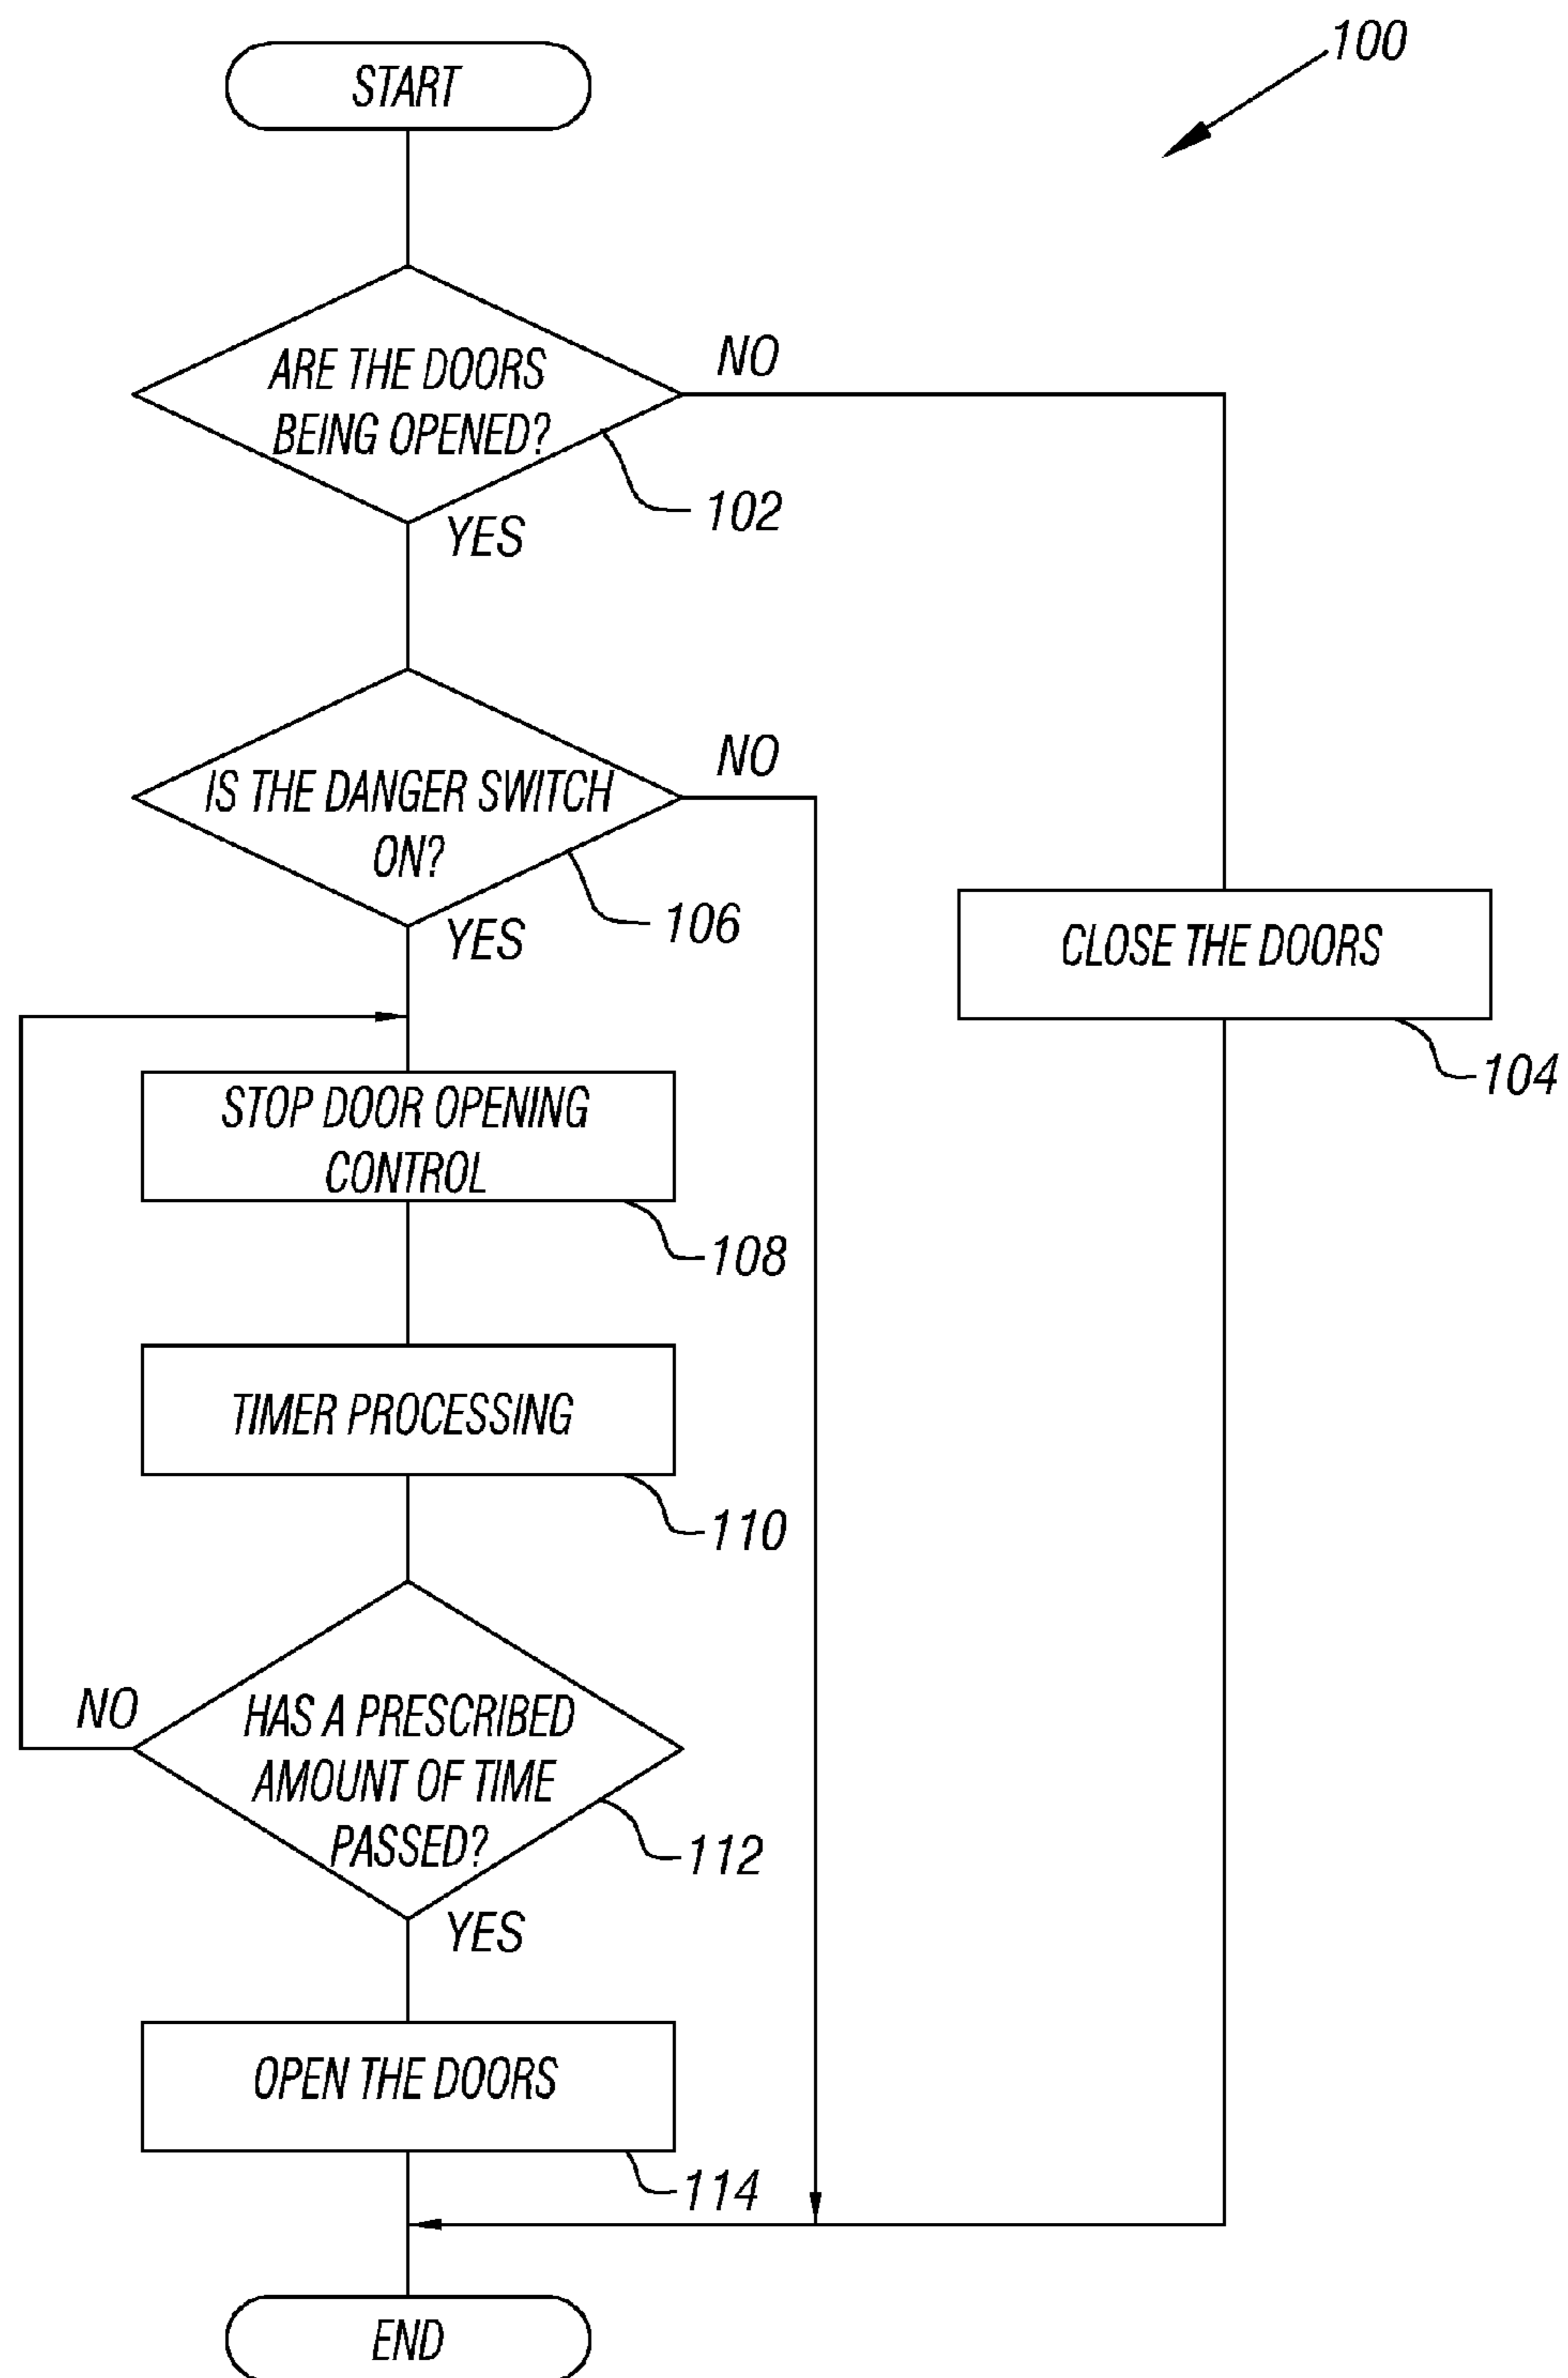 100
START
ARE THE DOORS
BEING OPENED?
NO
102
YES
IS THE DANGER SWITCH
ON?
NO
106
YES
CLOSE THE DOORS
104
STOP DOOR OPENING
CONTROL
108
TIMER PROCESSING
110
HAS A PRESCRIBED
AMOUNT OF TIME
PASSED?
NO
112
YES
OPEN THE DOORS
114
END